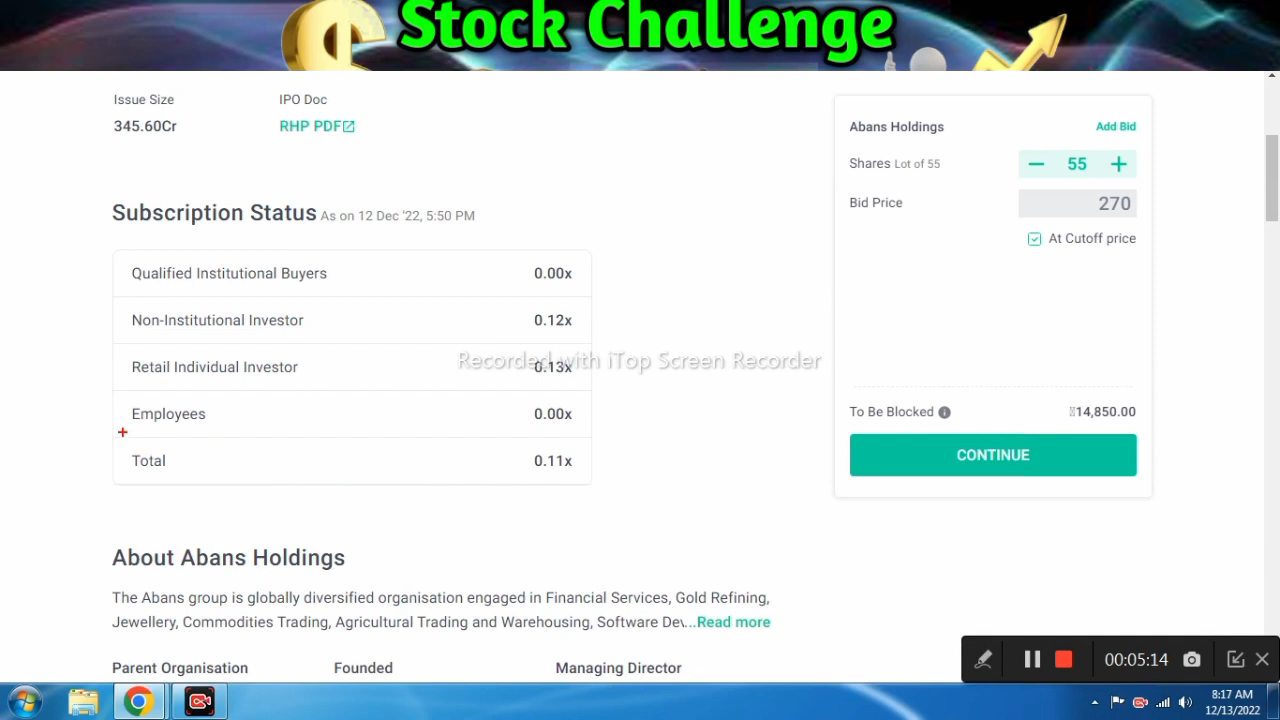 Stock Challenge
Issue Size
IPO Doc
345.60Cr
RHP PDF
Subscription Status As on 12 Dec '22, 5:50 PM
Qualified Institutional Buyers 0.00x
Non-Institutional Investor 0.12x
Retail Individual Investor 0.13x
Employees 0.00x
Total 0.11x
Recorded with iTop Screen Recorder
Abans Holdings Add Bid
Shares Lot of 55 − 55 +
Bid Price 270
At Cutoff price
To Be Blocked 14,850.00
CONTINUE
About Abans Holdings
The Abans group is globally diversified organisation engaged in Financial Services, Gold Refining,
Jewellery, Commodities Trading, Agricultural Trading and Warehousing, Software Dev...Read more
Parent Organisation Founded Managing Director
00:05:14
8:17 AM
12/13/2022